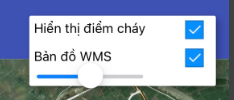 Hiển thị điểm cháy
Bản đồ WMS